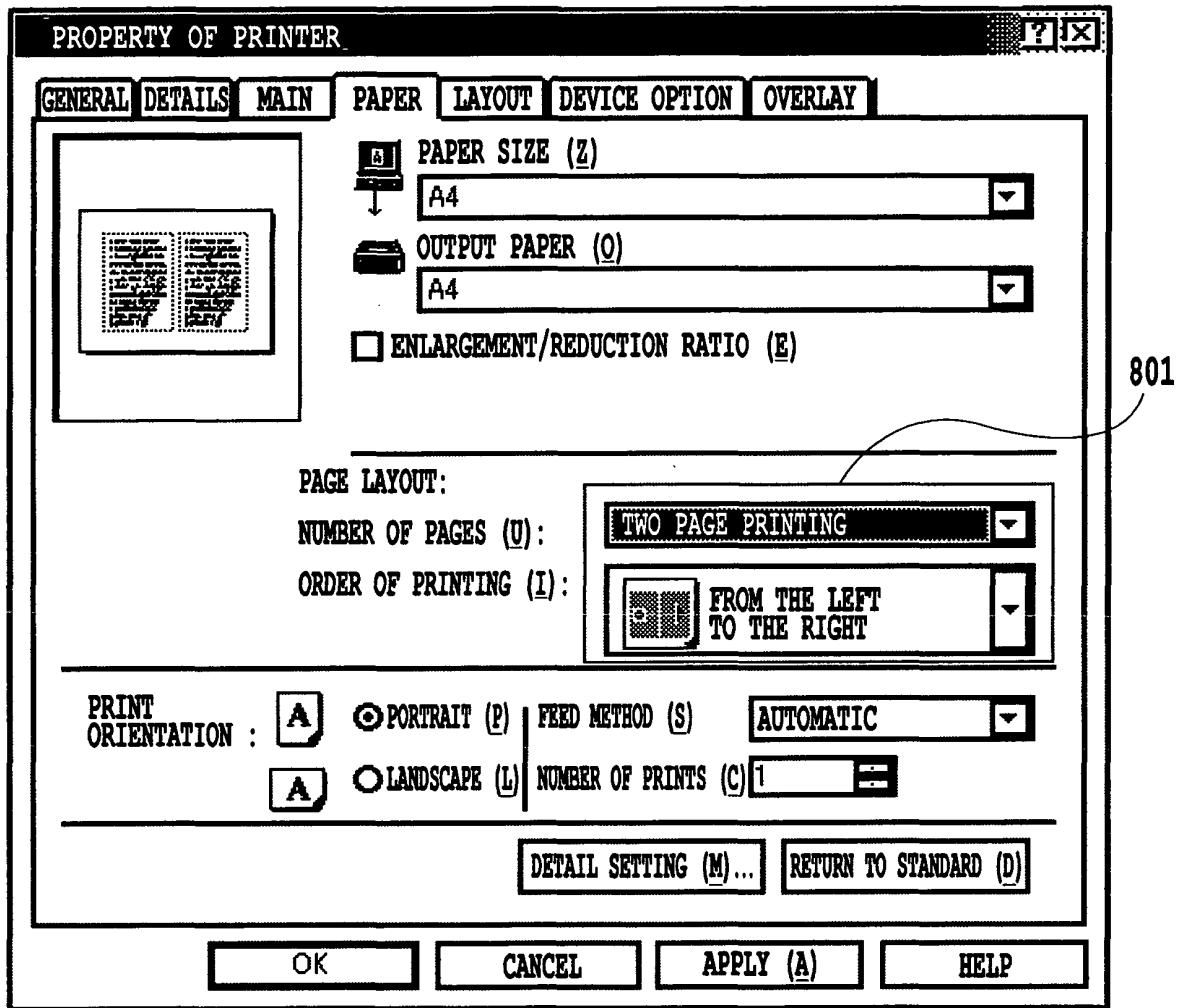 PROPERTY OF PRINTER
? X
GENERAL DETAILS MAIN PAPER LAYOUT DEVICE OPTION OVERLAY
PAPER SIZE (Z)
A4
OUTPUT PAPER (O)
A4
ENLARGEMENT/REDUCTION RATIO (E)
801
PAGE LAYOUT:
NUMBER OF PAGES (U): TWO PAGE PRINTING
ORDER OF PRINTING (I): FROM THE LEFT
TO THE RIGHT
PRINT
ORIENTATION :
A PORTRAIT (P) FEED METHOD (S) AUTOMATIC
A LANDSCAPE (L) NUMBER OF PRINTS (C) 1
DETAIL SETTING (M)... RETURN TO STANDARD (D)
OK CANCEL APPLY (A) HELP